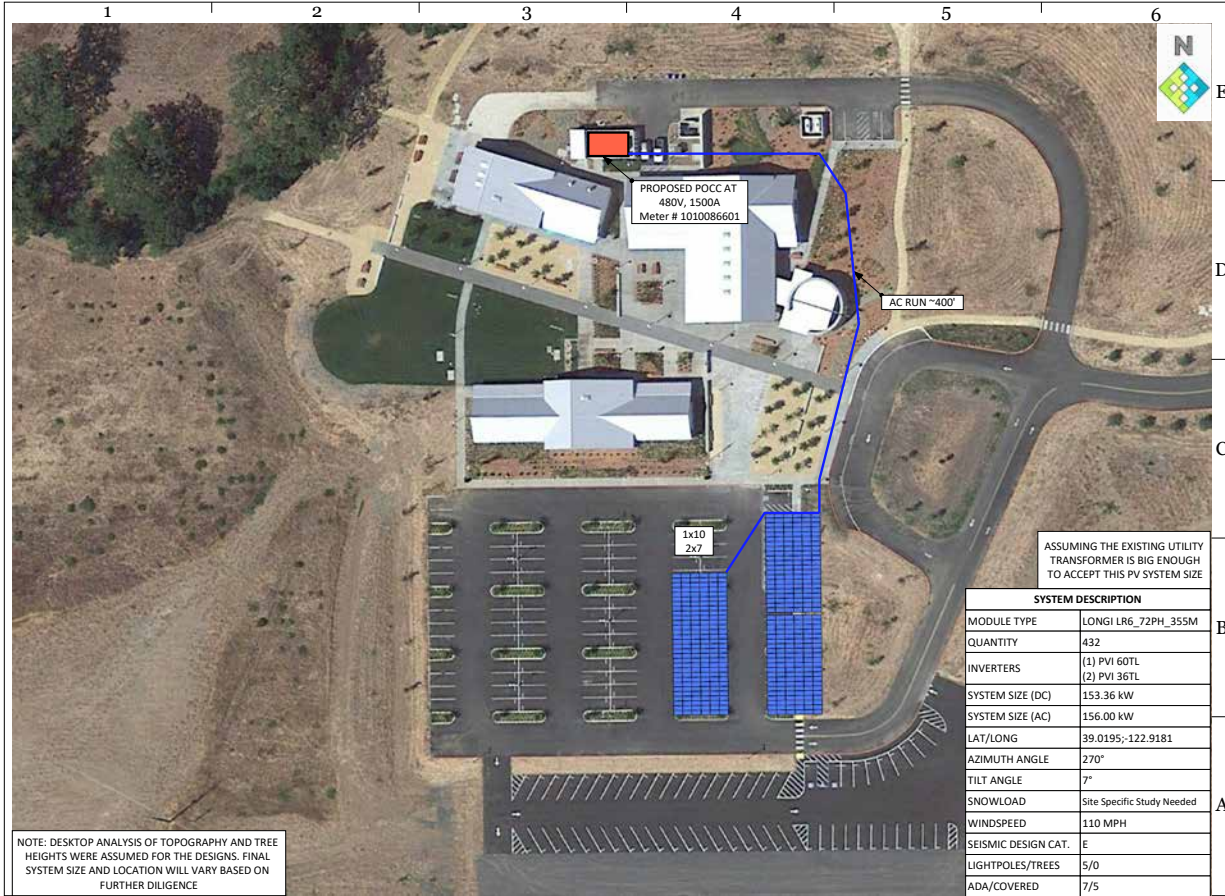 1 2 3 4 5 6
N
E
PROPOSED POCC AT
480V, 1500A
Meter # 1010086601
D
AC RUN ~400'
C
1x10
2x7
ASSUMING THE EXISTING UTILITY
TRANSFORMER IS BIG ENOUGH
TO ACCEPT THIS PV SYSTEM SIZE
SYSTEM DESCRIPTION
MODULE TYPE LONGI LR6_72PH_355M
B
QUANTITY 432
INVERTERS (1) PVI 60TL
(2) PVI 36TL
SYSTEM SIZE (DC) 153.36 kW
SYSTEM SIZE (AC) 156.00 kW
LAT/LONG 39.0195;-122.9181
AZIMUTH ANGLE 270°
TILT ANGLE 7°
SNOWLOAD Site Specific Study Needed
A
WINDSPEED 110 MPH
SEISMIC DESIGN CAT. E
LIGHTPOLES/TREES 5/0
ADA/COVERED 7/5
NOTE: DESKTOP ANALYSIS OF TOPOGRAPHY AND TREE
HEIGHTS WERE ASSUMED FOR THE DESIGNS. FINAL
SYSTEM SIZE AND LOCATION WILL VARY BASED ON
FURTHER DILIGENCE